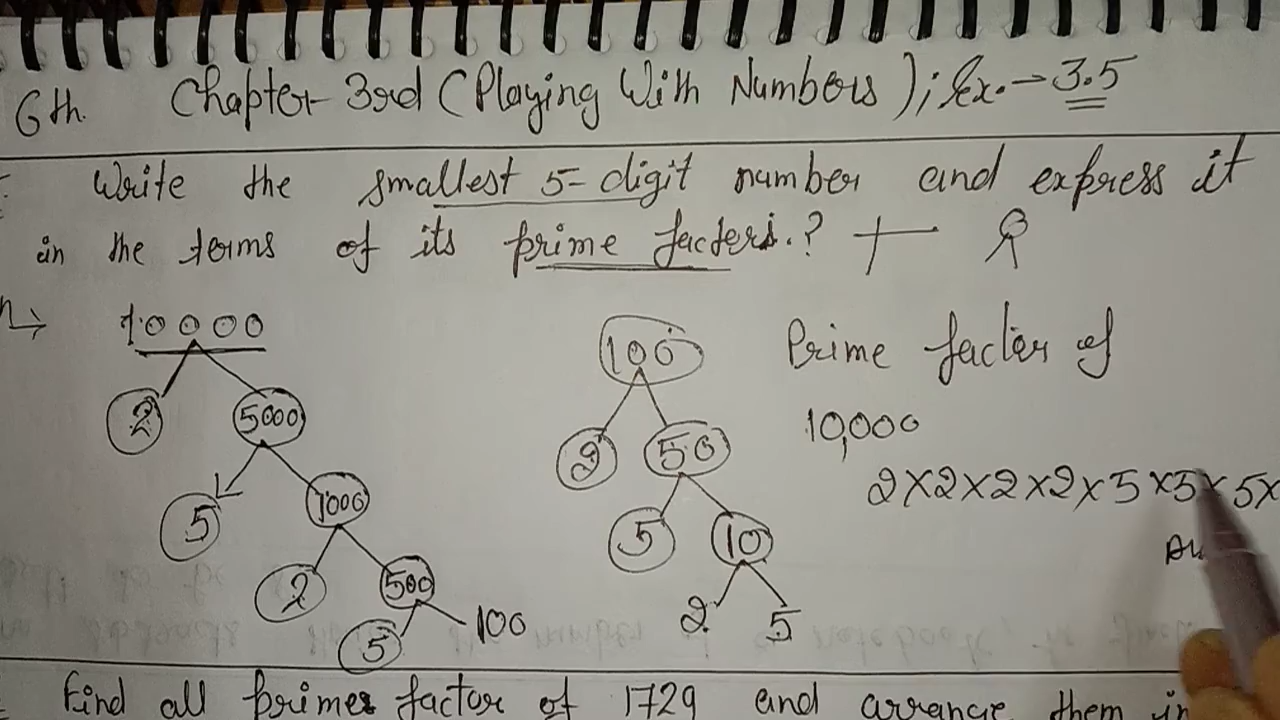 6th. Chapter 3rd (Playing With Numbers); Ex. - 3.5
Write the smallest 5-digit number and express it
in the terms of its prime factors.?
10000
2 5000
5 1000
2 500
5 100
100
2 50
5 10
2 5
Prime factor of
10,000
2×2×2×2×5×5×5×
Find all primes factor of 1729 and arrange them in